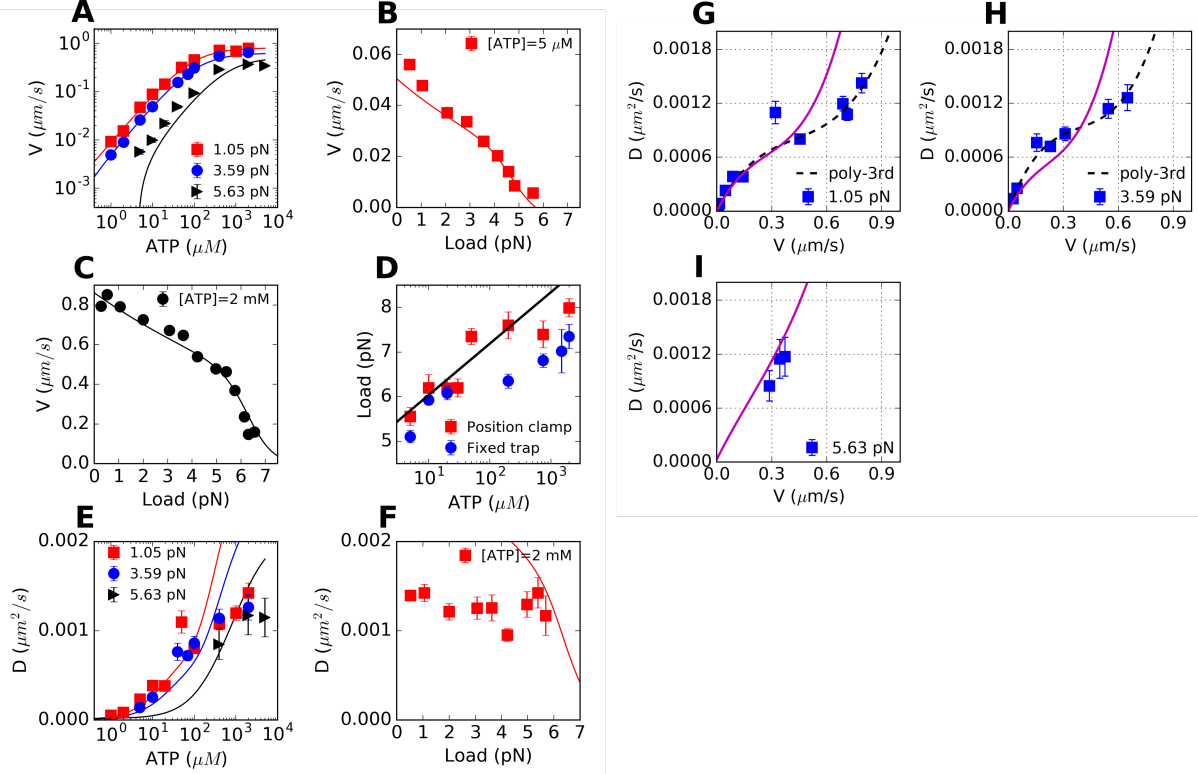 A
V (μm/s)
10⁰
10⁻¹
10⁻²
10⁻³
1.05 pN
3.59 pN
5.63 pN
10⁰ 10¹ 10² 10³ 10⁴
ATP (μM)
B
V (μm/s)
0.06
0.04
0.02
0.00
[ATP]=5 μM
0 1 2 3 4 5 6 7
Load (pN)
C
V (μm/s)
0.8
0.6
0.4
0.2
0.0
[ATP]=2 mM
0 1 2 3 4 5 6 7
Load (pN)
D
Load (pN)
8
7
6
5
Position clamp
Fixed trap
10¹ 10² 10³
ATP (μM)
E
D (μm²/s)
0.002
0.001
0.000
1.05 pN
3.59 pN
5.63 pN
10⁰ 10¹ 10² 10³ 10⁴
ATP (μM)
F
D (μm²/s)
0.002
0.001
0.000
[ATP]=2 mM
0 1 2 3 4 5 6 7
Load (pN)
G
D (μm²/s)
0.0018
0.0012
0.0006
0.0000
poly-3rd
1.05 pN
0.0 0.3 0.6 0.9
V (μm/s)
H
D (μm²/s)
0.0018
0.0012
0.0006
0.0000
poly-3rd
3.59 pN
0.0 0.3 0.6 0.9
V (μm/s)
I
D (μm²/s)
0.0018
0.0012
0.0006
0.0000
5.63 pN
0.0 0.3 0.6 0.9
V (μm/s)